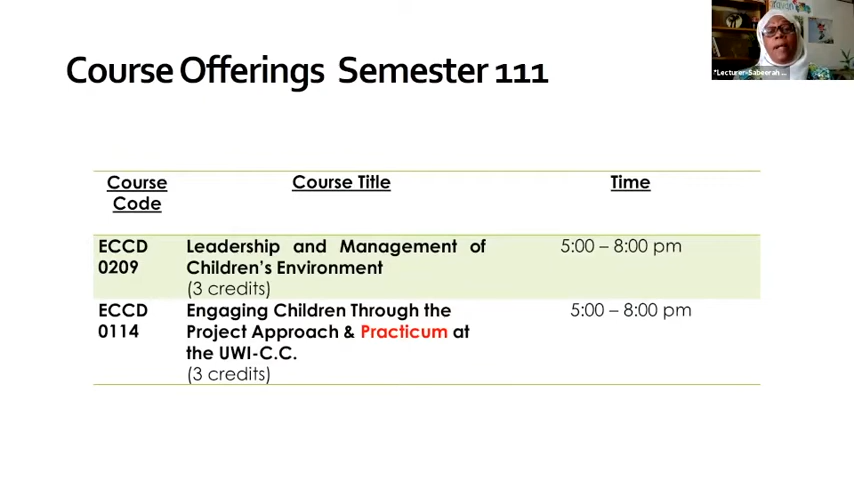 Course Offerings Semester 111
*Lecturer-Sabeerah ...
Course Code
Course Title
Time
ECCD 0209
Leadership and Management of
Children's Environment
(3 credits)
5:00 – 8:00 pm
ECCD 0114
Engaging Children Through the
Project Approach & Practicum at
the UWI-C.C.
(3 credits)
5:00 – 8:00 pm